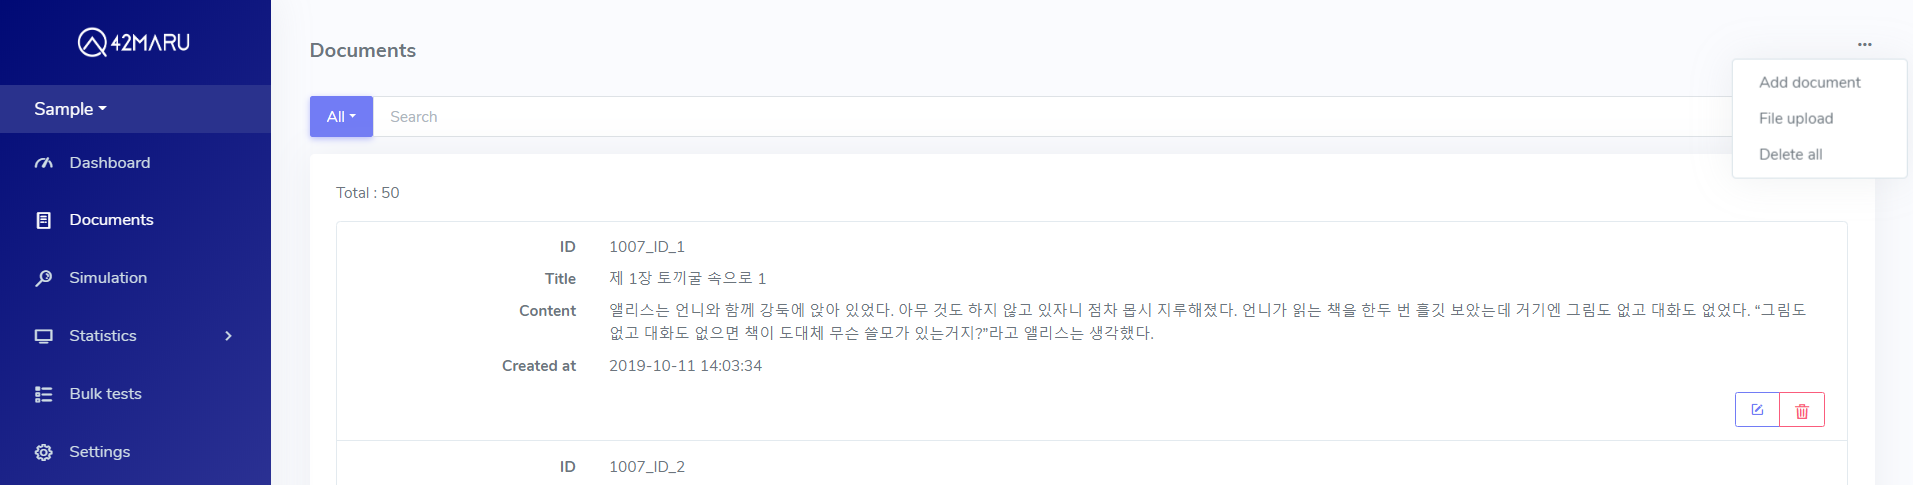 42MARU
Sample
Dashboard
Documents
Simulation
Statistics
Bulk tests
Settings
Documents
Add document
File upload
Delete all
All
Search
Total : 50
ID 1007_ID_1
Title 제 1장 토끼굴 속으로 1
Content 앨리스는 언니와 함께 강둑에 앉아 있었다. 아무 것도 하지 않고 있자니 점차 몹시 지루해졌다. 언니가 읽는 책을 한두 번 흘깃 보았는데 거기엔 그림도 없고 대화도 없었다. “그림도
없고 대화도 없으면 책이 도대체 무슨 쓸모가 있는거지?”라고 앨리스는 생각했다.
Created at 2019-10-11 14:03:34
ID 1007_ID_2